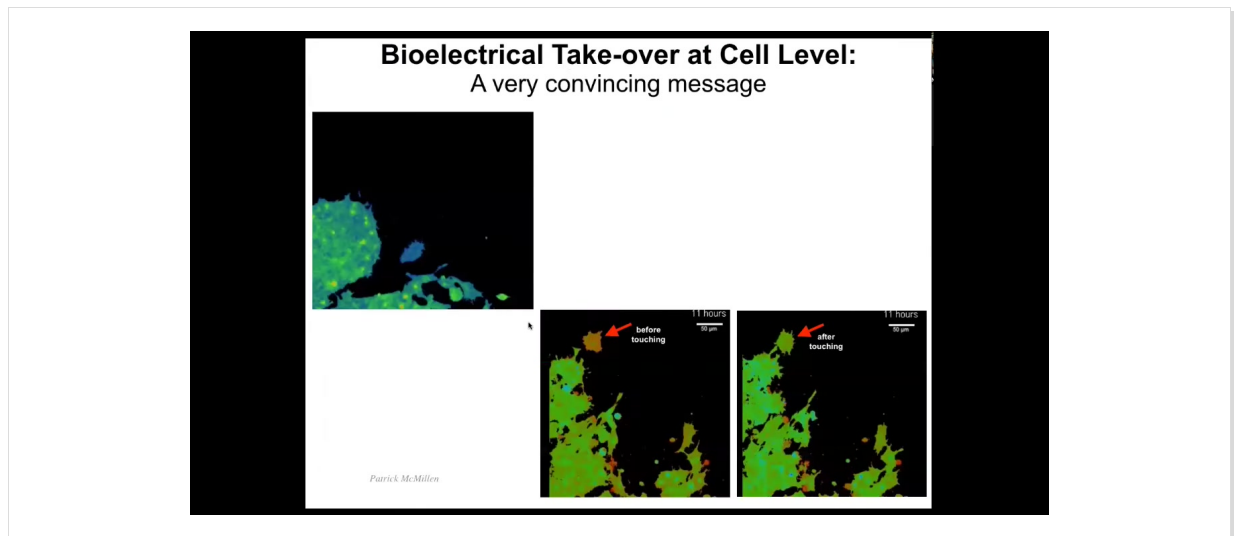 Bioelectrical Take-over at Cell Level:
A very convincing message
11 hours
50 µm
before
touching
11 hours
50 µm
after
touching
Patrick McMillen